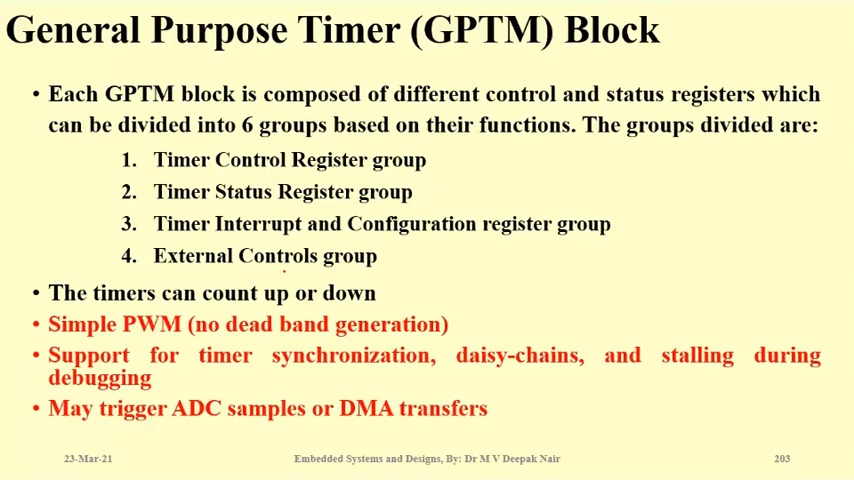 General Purpose Timer (GPTM) Block
• Each GPTM block is composed of different control and status registers which
can be divided into 6 groups based on their functions. The groups divided are:
1. Timer Control Register group
2. Timer Status Register group
3. Timer Interrupt and Configuration register group
4. External Controls group
• The timers can count up or down
• Simple PWM (no dead band generation)
• Support for timer synchronization, daisy-chains, and stalling during
debugging
• May trigger ADC samples or DMA transfers
23-Mar-21 Embedded Systems and Designs, By: Dr M V Deepak Nair 203